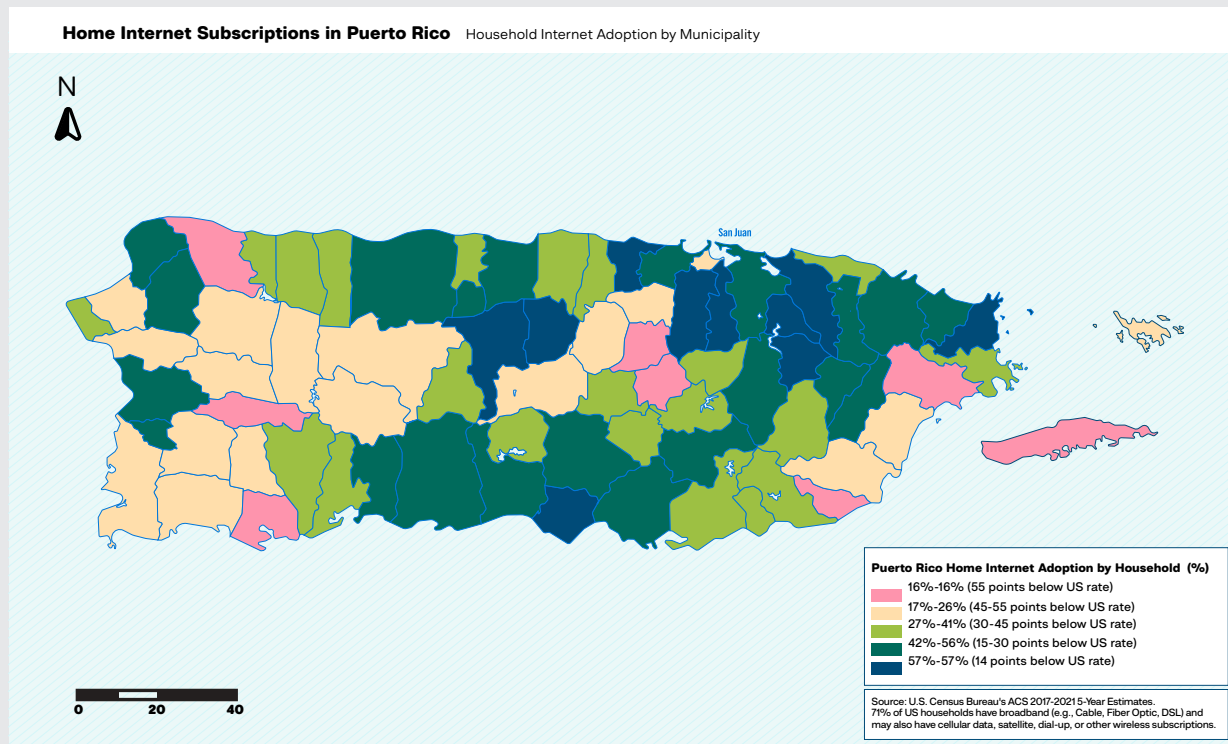 Home Internet Subscriptions in Puerto Rico Household Internet Adoption by Municipality
N
San Juan
Puerto Rico Home Internet Adoption by Household (%)
16%-16% (55 points below US rate)
17%-26% (45-55 points below US rate)
27%-41% (30-45 points below US rate)
42%-56% (15-30 points below US rate)
57%-57% (14 points below US rate)
0 20 40
Source: U.S. Census Bureau's ACS 2017-2021 5-Year Estimates.
71% of US households have broadband (e.g., Cable, Fiber Optic, DSL) and
may also have cellular data, satellite, dial-up, or other wireless subscriptions.